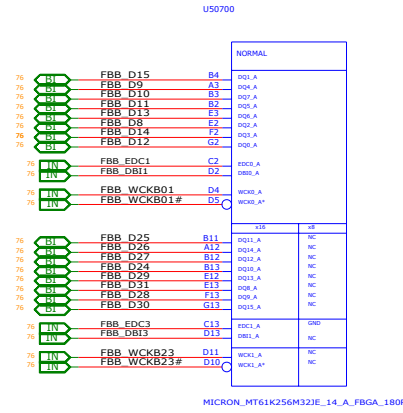 U50700
NORMAL
76 BI FBB_D15 B4 DQ1_A
76 BI FBB_D9 A3 DQ4_A
76 BI FBB_D10 B3 DQ7_A
76 BI FBB_D11 B2 DQ5_A
76 BI FBB_D13 E3 DQ6_A
76 BI FBB_D8 E2 DQ2_A
76 BI FBB_D14 F2 DQ3_A
76 BI FBB_D12 G2 DQ0_A
76 IN FBB_EDC1 C2 EDC0_A
76 IN FBB_DBI1 D2 DBI0_A
76 IN FBB_WCKB01 D4 WCK0_A
76 IN FBB_WCKB01# D5 WCK0_A*
x16 x8
76 BI FBB_D25 B11 DQ11_A NC
76 BI FBB_D26 A12 DQ14_A NC
76 BI FBB_D27 B12 DQ12_A NC
76 BI FBB_D24 B13 DQ10_A NC
76 BI FBB_D29 E12 DQ13_A NC
76 BI FBB_D31 E13 DQ8_A NC
76 BI FBB_D28 F13 DQ9_A NC
76 BI FBB_D30 G13 DQ15_A NC
76 IN FBB_EDC3 C13 EDC1_A GND
76 IN FBB_DBI3 D13 DBI1_A NC
76 IN FBB_WCKB23 D11 WCK1_A NC
76 IN FBB_WCKB23# D10 WCK1_A* NC
MICRON_MT61K256M32JE_14_A_FBGA_180P